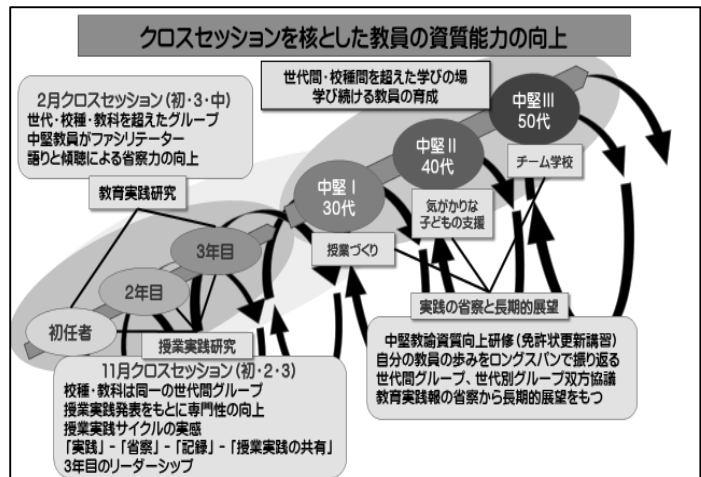 クロスセッションを核とした教員の資質能力の向上
2月クロスセッション(初・3・中)
世代・校種・教科を超えたグループ
中堅教員がファシリテーター
語りと傾聴による省察力の向上
世代間・校種間を超えた学びの場
学び続ける教員の育成
中堅Ⅲ
50代
中堅Ⅱ
40代
中堅Ⅰ
30代
チーム学校
教育実践研究
気がかりな
子どもの支援
3年目
授業づくり
2年目
初任者
実践の省察と長期的展望
授業実践研究
11月クロスセッション(初・2・3)
校種・教科は同一の世代間グループ
授業実践発表をもとに専門性の向上
授業実践サイクルの実感
「実践」-「省察」-「記録」-「授業実践の共有」
3年目のリーダーシップ
中堅教諭資質向上研修(免許状更新講習)
自分の教員の歩みをロングスパンで振り返る
世代間グループ、世代別グループ双方協議
教育実践報の省察から長期的展望をもつ